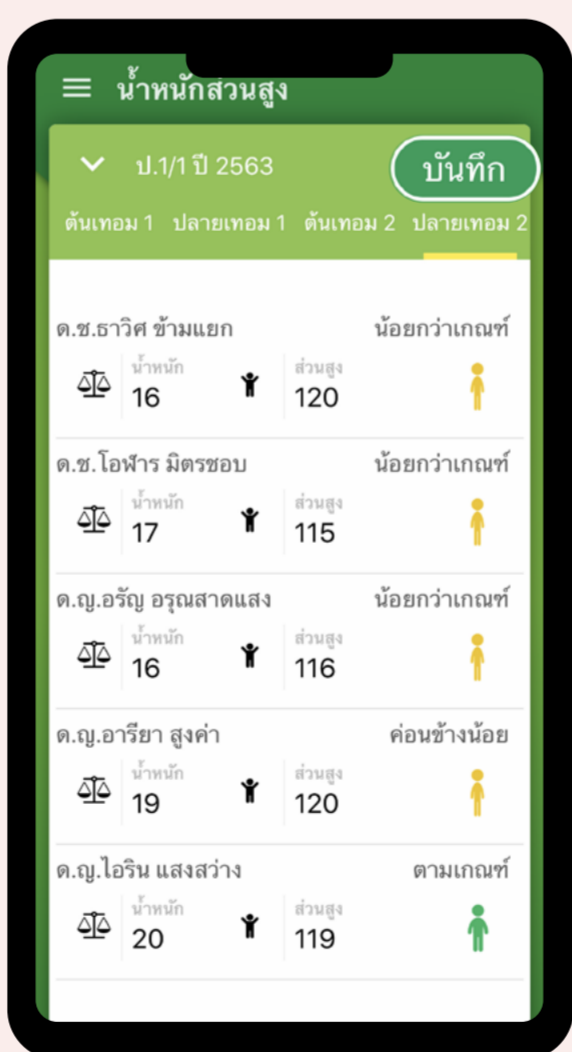 น้ำหนักส่วนสูง
ป.1/1 ปี 2563
บันทึก
ต้นเทอม 1 ปลายเทอม 1 ต้นเทอม 2 ปลายเทอม 2
ด.ช.ธาวิศ ข้ามแยก น้อยกว่าเกณฑ์
น้ำหนัก ส่วนสูง
16 120
ด.ช.โอฬาร มิตรชอบ น้อยกว่าเกณฑ์
น้ำหนัก ส่วนสูง
17 115
ด.ญ.อรัญ อรุณสาดแสง น้อยกว่าเกณฑ์
น้ำหนัก ส่วนสูง
16 116
ด.ญ.อารียา สูงค่า ค่อนข้างน้อย
น้ำหนัก ส่วนสูง
19 120
ด.ญ.ไอริน แสงสว่าง ตามเกณฑ์
น้ำหนัก ส่วนสูง
20 119